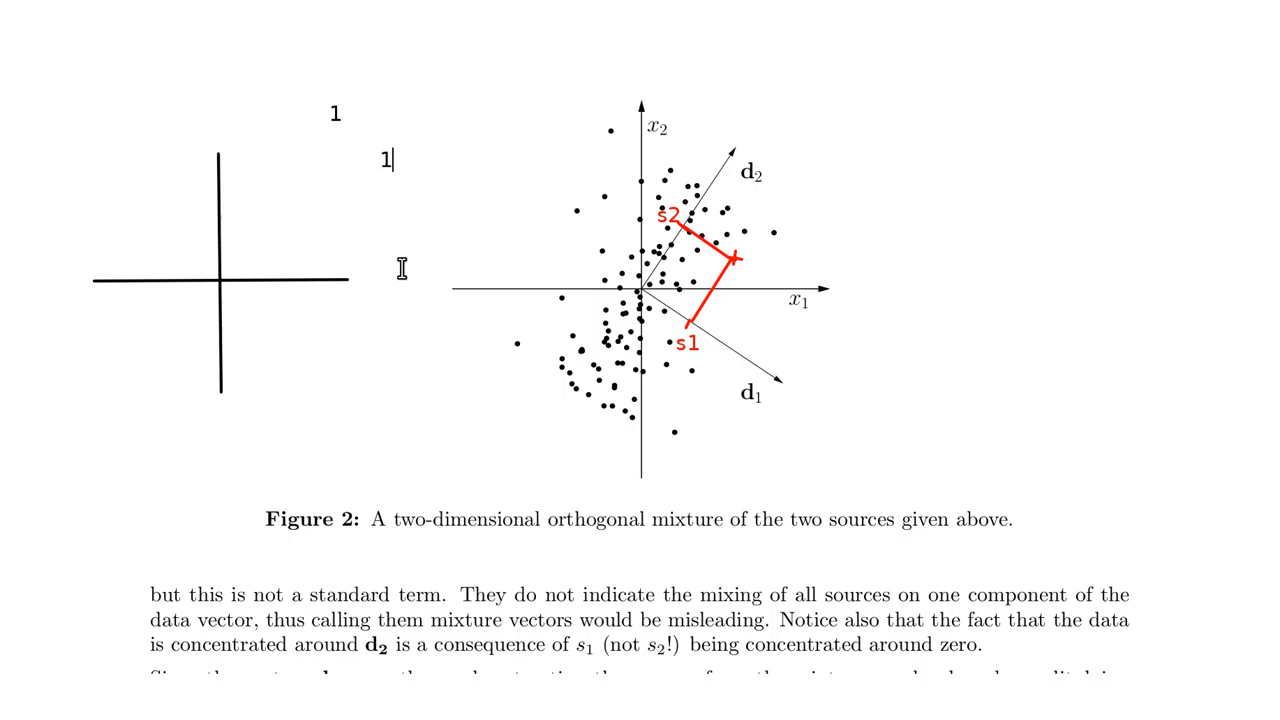 1
1
x2
d2
s2
x1
s1
d1
Figure 2: A two-dimensional orthogonal mixture of the two sources given above.
but this is not a standard term. They do not indicate the mixing of all sources on one component of the
data vector, thus calling them mixture vectors would be misleading. Notice also that the fact that the data
is concentrated around d2 is a consequence of s1 (not s2!) being concentrated around zero.